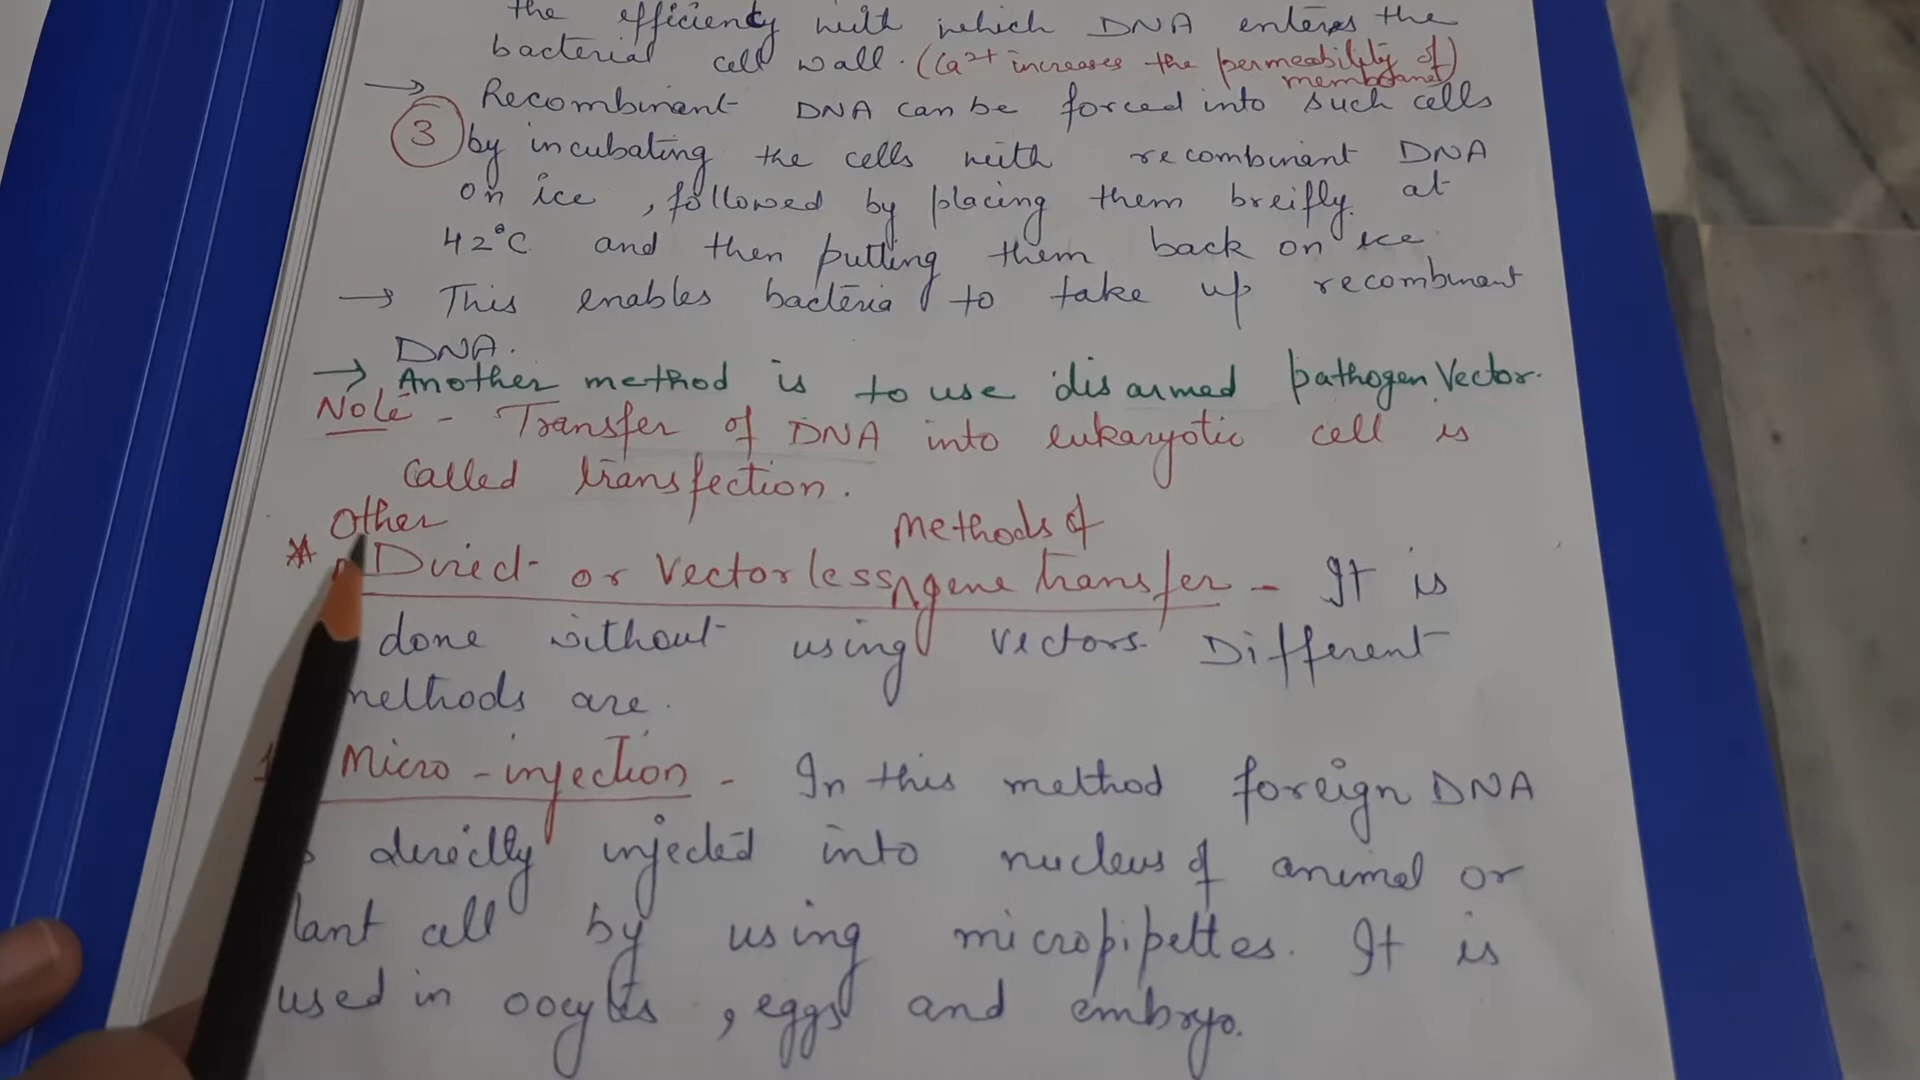 the efficiency with which DNA enters the
bacterial cell wall. (Ca2+ increases the permeability of
membrane)
→ Recombinant DNA can be forced into such cells
3 by incubating the cells with recombinant DNA
on ice, followed by placing them breifly at
42°C and then putting them back on ice
→ This enables bacteria to take up recombinant
DNA.
→ Another method is to use disarmed pathogen Vector.
Note - Transfer of DNA into eukaryotic cell is
called transfection.
Other Methods of
* Direct or Vectorless gene transfer - It is
done without using vectors. Different
methods are.
Micro-injection - In this method foreign DNA
directly injected into nucleus of animal or
lant cell by using micropipettes. It is
used in oocytes, eggs and embryo.